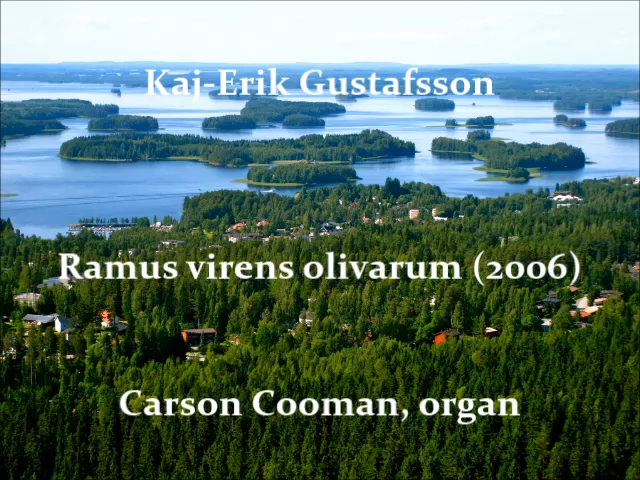 Kaj-Erik Gustafsson
Ramus virens olivarum (2006)
Carson Cooman, organ